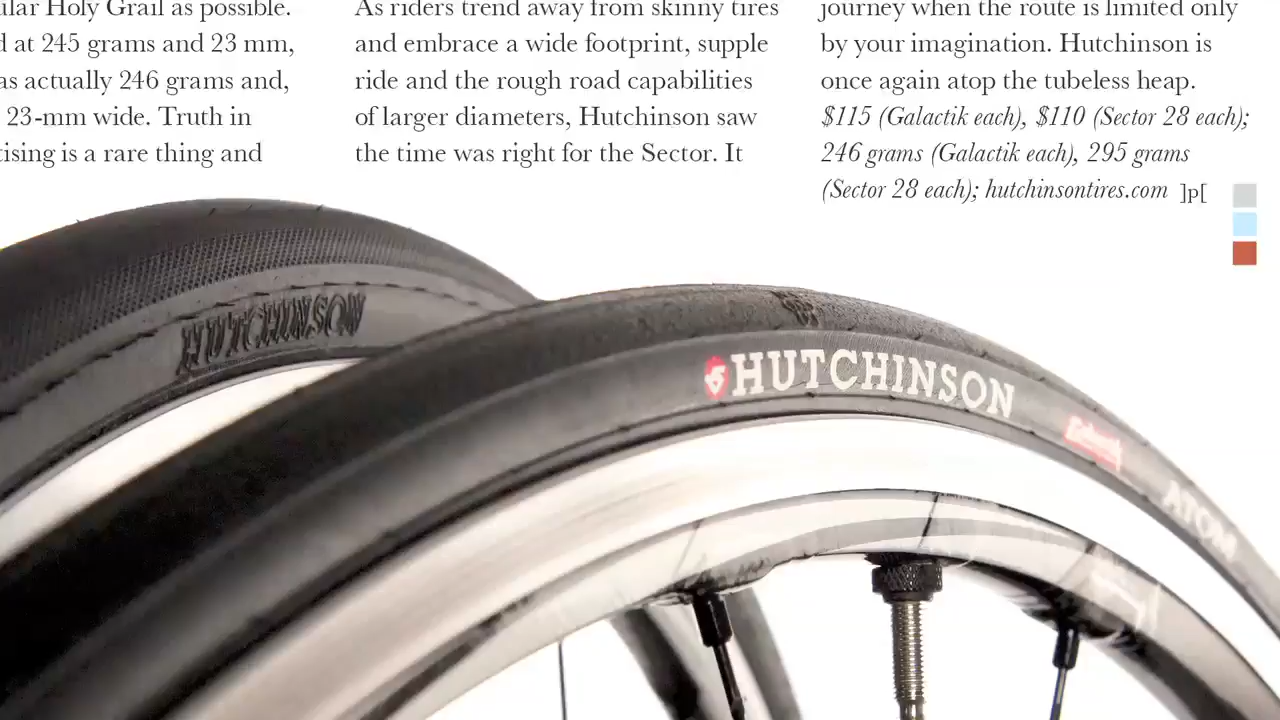 ular Holy Grail as possible.
d at 245 grams and 23 mm,
as actually 246 grams and,
23-mm wide. Truth in
tising is a rare thing and
As riders trend away from skinny tires
and embrace a wide footprint, supple
ride and the rough road capabilities
of larger diameters, Hutchinson saw
the time was right for the Sector. It
journey when the route is limited only
by your imagination. Hutchinson is
once again atop the tubeless heap.
$115 (Galactik each), $110 (Sector 28 each);
246 grams (Galactik each), 295 grams
(Sector 28 each); hutchinsontires.com ]p[
HUTCHINSON
HUTCHINSON
ATOM